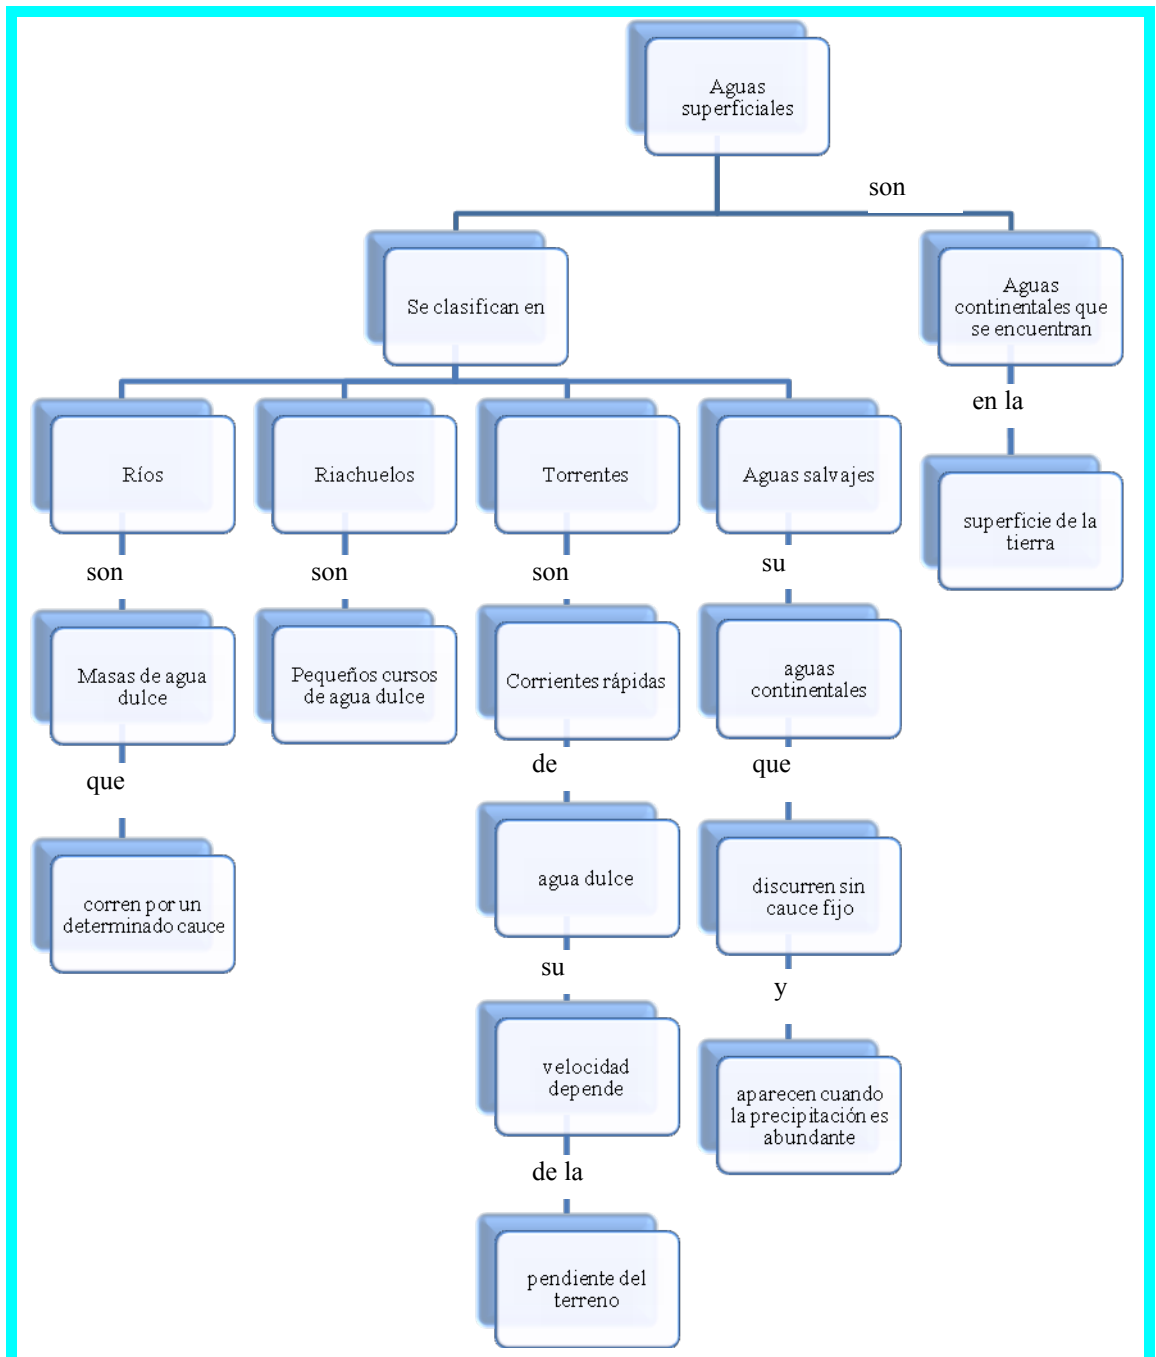 Aguas
superficiales
son
Se clasifican en
Aguas
continentales que
se encuentran
en la
superficie de la
tierra
Ríos
Riachuelos
Torrentes
Aguas salvajes
son
son
son
su
Masas de agua
dulce
Pequeños cursos
de agua dulce
Corrientes rápidas
aguas
continentales
que
de
que
corren por un
determinado cauce
agua dulce
discurren sin
cauce fijo
su
y
velocidad
depende
aparecen cuando
la precipitación es
abundante
de la
pendiente del
terreno